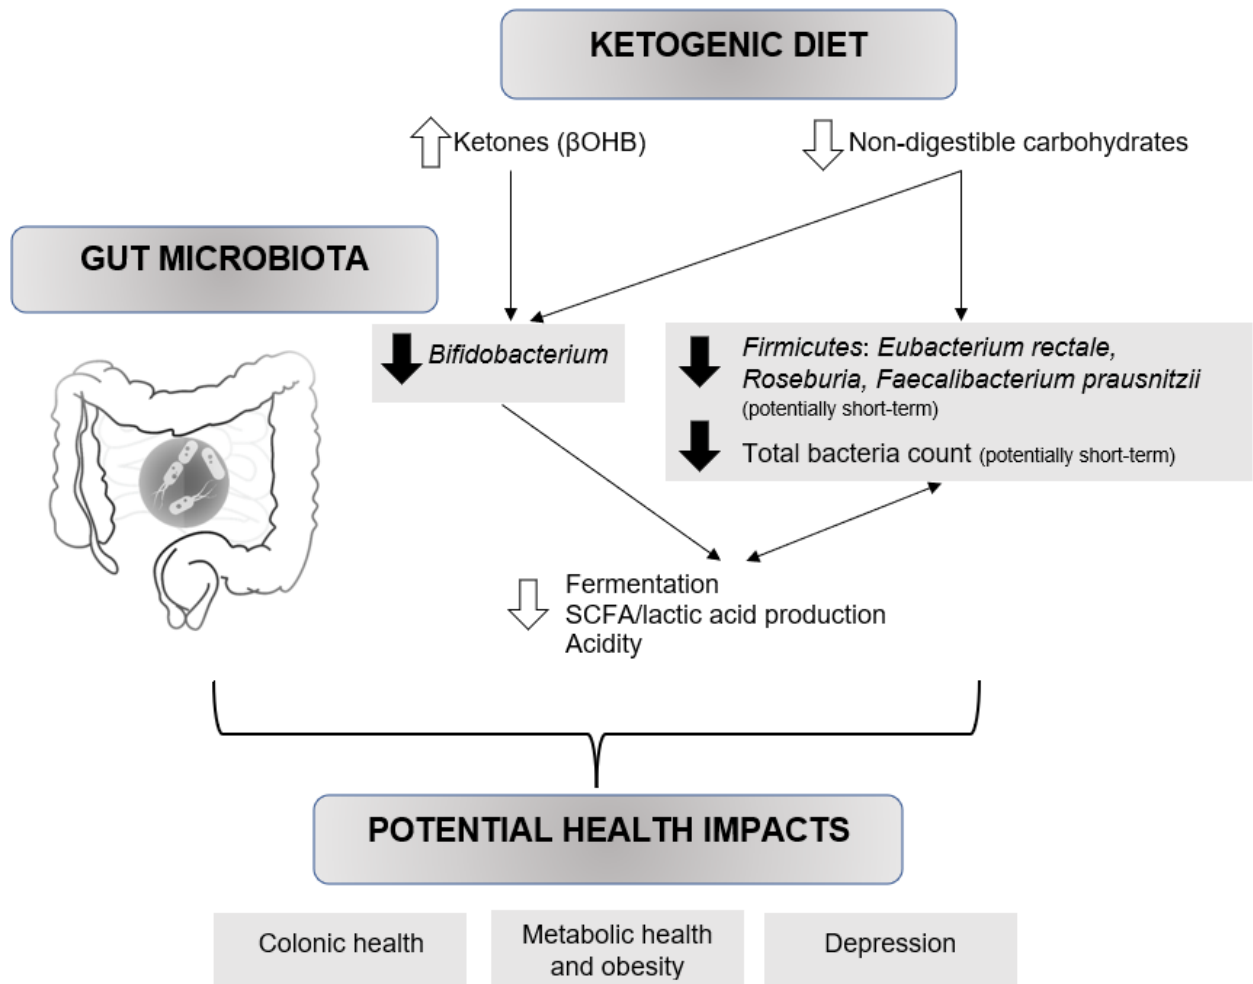 KETOGENIC DIET
Ketones (βOHB)
Non-digestible carbohydrates
GUT MICROBIOTA
Bifidobacterium
Firmicutes: Eubacterium rectale,
Roseburia, Faecalibacterium prausnitzii
(potentially short-term)
Total bacteria count (potentially short-term)
Fermentation
SCFA/lactic acid production
Acidity
POTENTIAL HEALTH IMPACTS
Colonic health
Metabolic health
and obesity
Depression